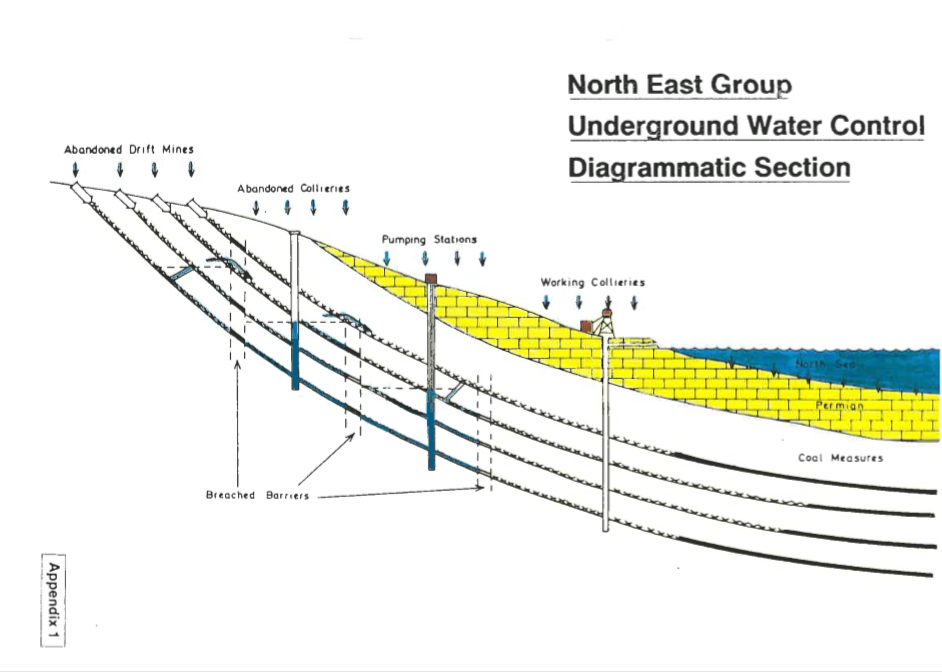 North East Group
Underground Water Control
Diagrammatic Section
Abandoned Drift Mines
Abandoned Collieries
Pumping Stations
Working Collieries
North Sea
Permian
Coal Measures
Breached Barriers
Appendix 1